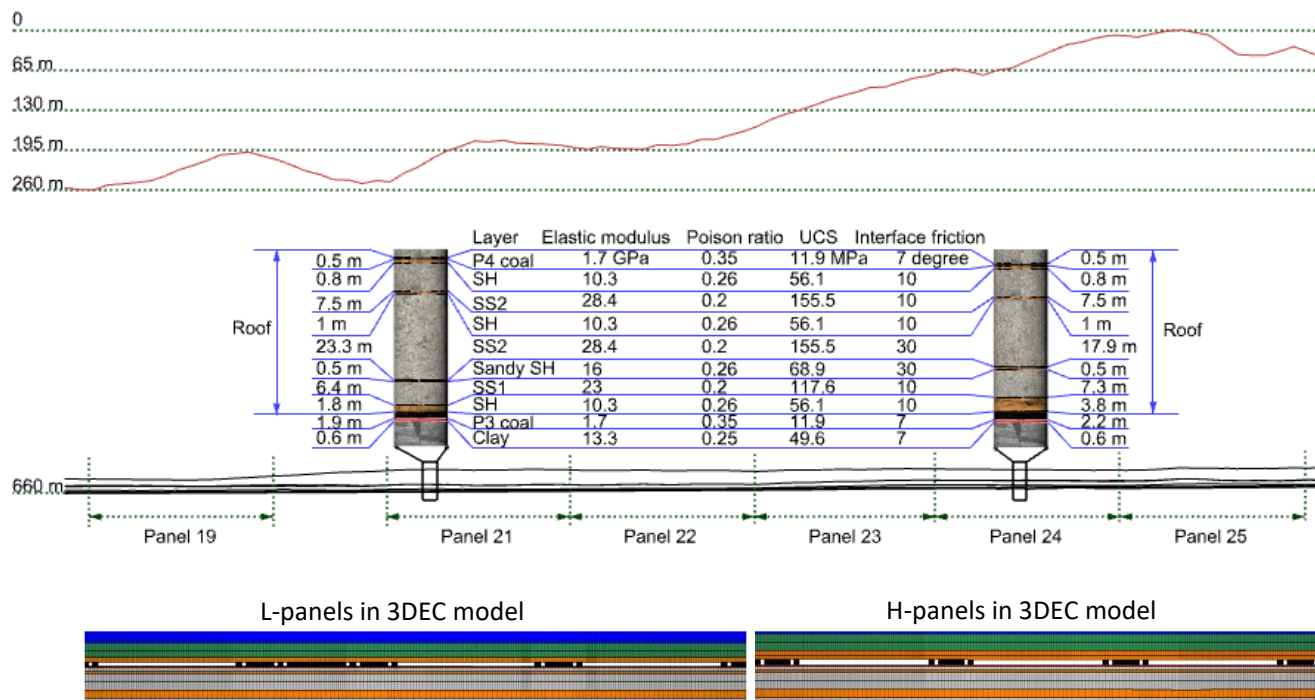 0
65 m
130 m
195 m
260 m
Layer Elastic modulus Poison ratio UCS Interface friction
0.5 m P4 coal 1.7 GPa 0.35 11.9 MPa 7 degree 0.5 m
0.8 m SH 10.3 0.26 56.1 10 0.8 m
7.5 m SS2 28.4 0.2 155.5 10 7.5 m
Roof 1 m SH 10.3 0.26 56.1 10 1 m Roof
23.3 m SS2 28.4 0.2 155.5 30 17.9 m
0.5 m Sandy SH 16 0.26 68.9 30 0.5 m
6.4 m SS1 23 0.2 117.6 10 7.3 m
1.8 m SH 10.3 0.26 56.1 10 3.8 m
1.9 m P3 coal 1.7 0.35 11.9 7 2.2 m
0.6 m Clay 13.3 0.25 49.6 7 0.6 m
660 m
Panel 19 Panel 21 Panel 22 Panel 23 Panel 24 Panel 25
L-panels in 3DEC model H-panels in 3DEC model